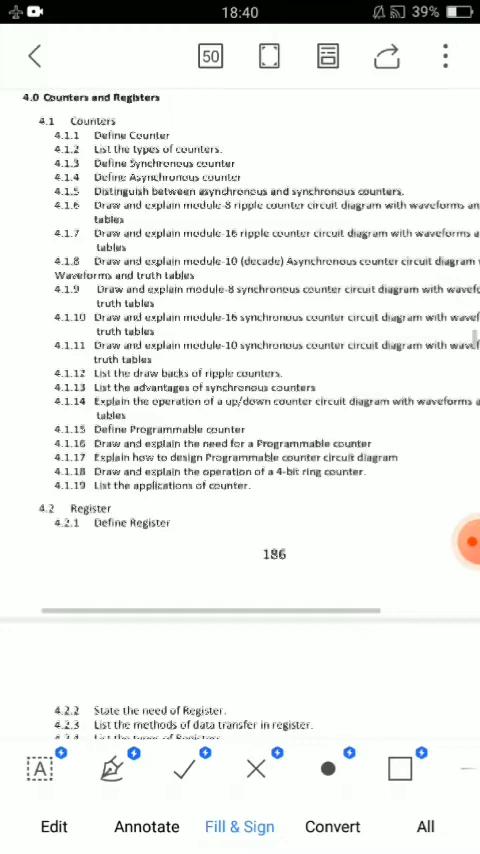 18:40
39%
50
4.0 Counters and Registers
4.1 Counters
4.1.1 Define Counter
4.1.2 List the types of counters.
4.1.3 Define Synchronous counter
4.1.4 Define Asynchronous counter
4.1.5 Distinguish between asynchronous and synchronous counters.
4.1.6 Draw and explain module-8 ripple counter circuit diagram with waveforms an
tables
4.1.7 Draw and explain module-16 ripple counter circuit diagram with waveforms a
tables
4.1.8 Draw and explain module-10 (decade) Asynchronous counter circuit diagram
Waveforms and truth tables
4.1.9 Draw and explain module-8 synchronous counter circuit diagram with wavef
truth tables
4.1.10 Draw and explain module-16 synchronous counter circuit diagram with wavef
truth tables
4.1.11 Draw and explain module-10 synchronous counter circuit diagram with wavef
truth tables
4.1.12 List the draw backs of ripple counters.
4.1.13 List the advantages of synchronous counters
4.1.14 Explain the operation of a up/down counter circuit diagram with waveforms a
tables
4.1.15 Define Programmable counter
4.1.16 Draw and explain the need for a Programmable counter
4.1.17 Explain how to design Programmable counter circuit diagram
4.1.18 Draw and explain the operation of a 4-bit ring counter.
4.1.19 List the applications of counter.
4.2 Register
4.2.1 Define Register
186
4.2.2 State the need of Register.
4.2.3 List the methods of data transfer in register.
4.2.4 List the types of Registers
A
Edit Annotate Fill & Sign Convert All